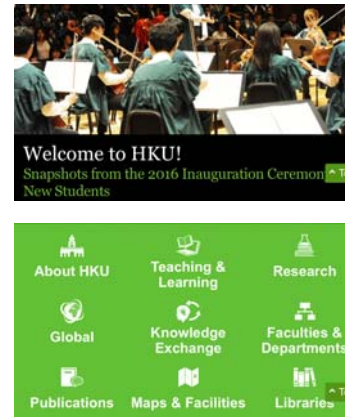 Welcome to HKU!
Snapshots from the 2016 Inauguration
New Students
About HKU
Teaching &
Learning
Research
Global
Knowledge
Exchange
Faculties &
Departments
Publications
Maps & Facilities
Libraries